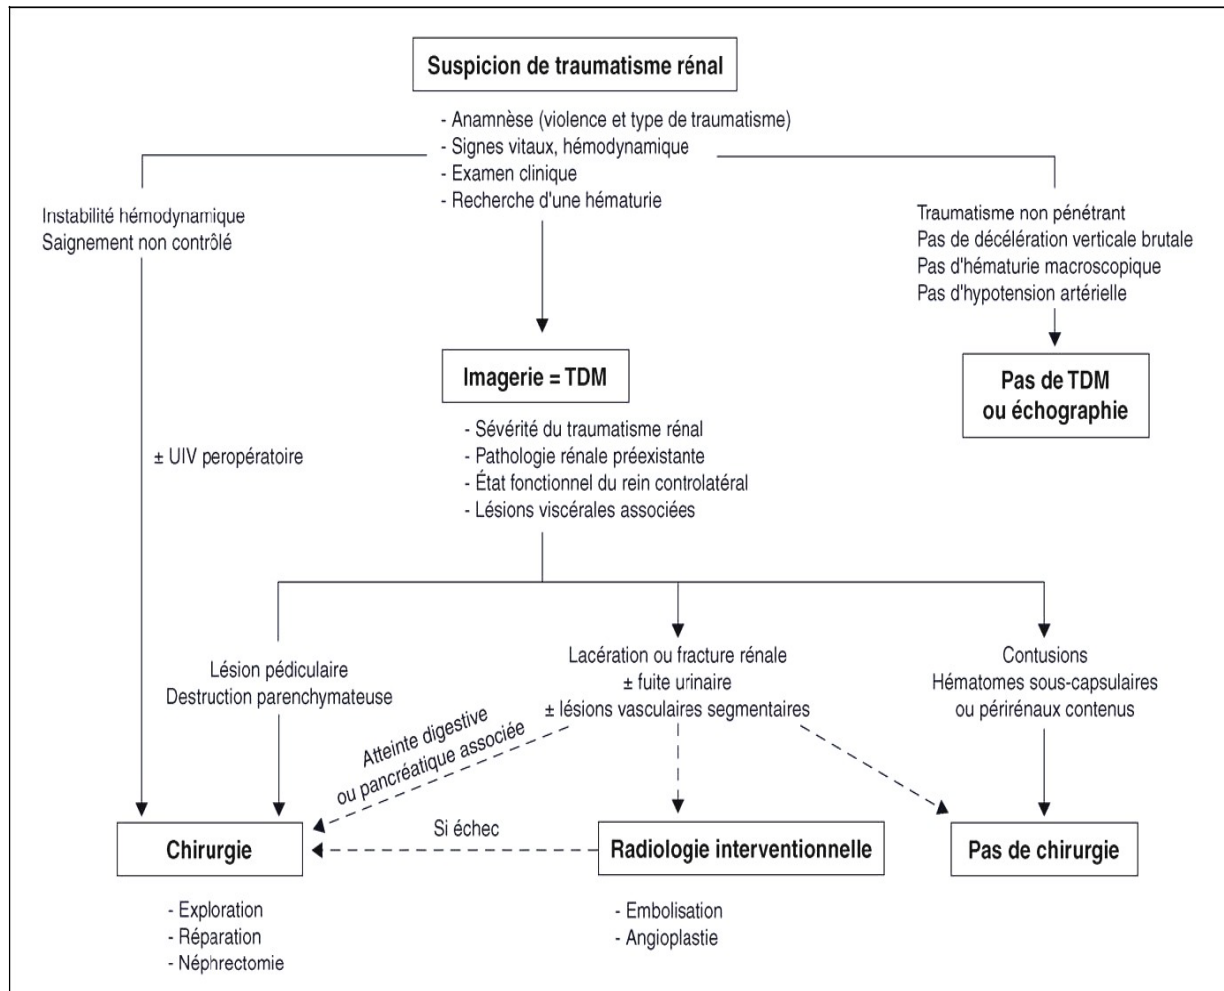 Suspicion de traumatisme rénal
- Anamnèse (violence et type de traumatisme)
- Signes vitaux, hémodynamique
- Examen clinique
- Recherche d'une hématurie
Instabilité hémodynamique
Saignement non contrôlé
Traumatisme non pénétrant
Pas de décélération verticale brutale
Pas d'hématurie macroscopique
Pas d'hypotension artérielle
Imagerie = TDM
Pas de TDM
ou échographie
- Sévérité du traumatisme rénal
- Pathologie rénale préexistante
- État fonctionnel du rein controlatéral
- Lésions viscérales associées
± UIV peropératoire
Lésion pédiculaire
Destruction parenchymateuse
Lacération ou fracture rénale
± fuite urinaire
± lésions vasculaires segmentaires
Contusions
Hématomes sous-capsulaires
ou périrénaux contenus
Atteinte digestive
ou pancréatique associée
Chirurgie
Si échec
Radiologie interventionnelle
Pas de chirurgie
- Exploration
- Réparation
- Néphrectomie
- Embolisation
- Angioplastie